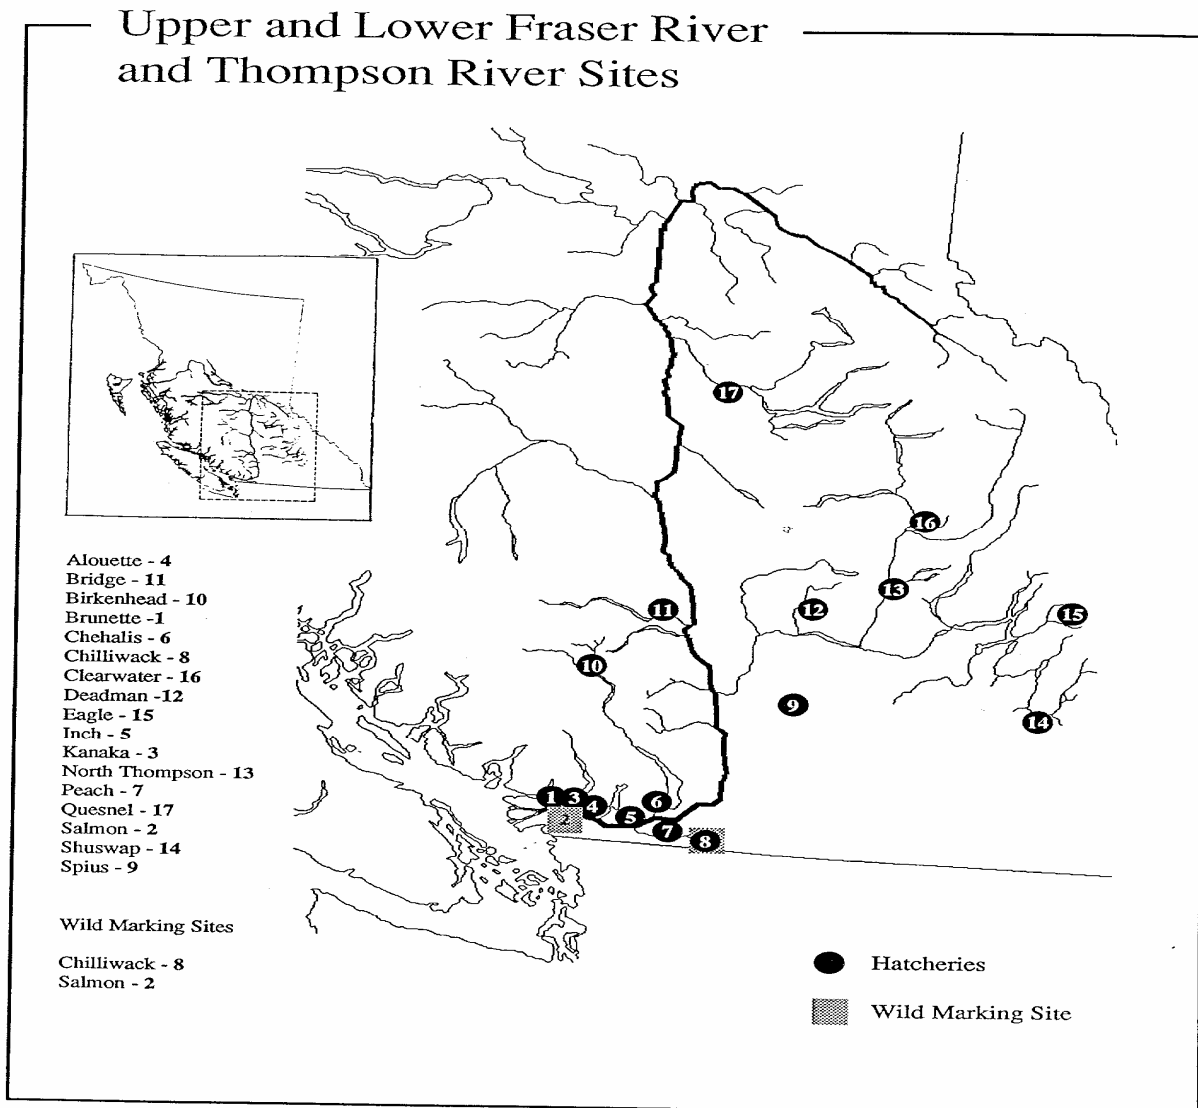 Upper and Lower Fraser River
and Thompson River Sites
17
16
13
12
15
11
10
9
14
1
3
4
6
5
2
7
8
Alouette - 4
Bridge - 11
Birkenhead - 10
Brunette -1
Chehalis - 6
Chilliwack - 8
Clearwater - 16
Deadman -12
Eagle - 15
Inch - 5
Kanaka - 3
North Thompson - 13
Peach - 7
Quesnel - 17
Salmon - 2
Shuswap - 14
Spius - 9
Wild Marking Sites
Chilliwack - 8
Salmon - 2
Hatcheries
Wild Marking Site